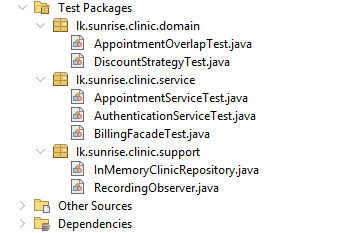 Test Packages
lk.sunrise.clinic.domain
AppointmentOverlapTest.java
DiscountStrategyTest.java
lk.sunrise.clinic.service
AppointmentServiceTest.java
AuthenticationServiceTest.java
BillingFacadeTest.java
lk.sunrise.clinic.support
InMemoryClinicRepository.java
RecordingObserver.java
Other Sources
Dependencies